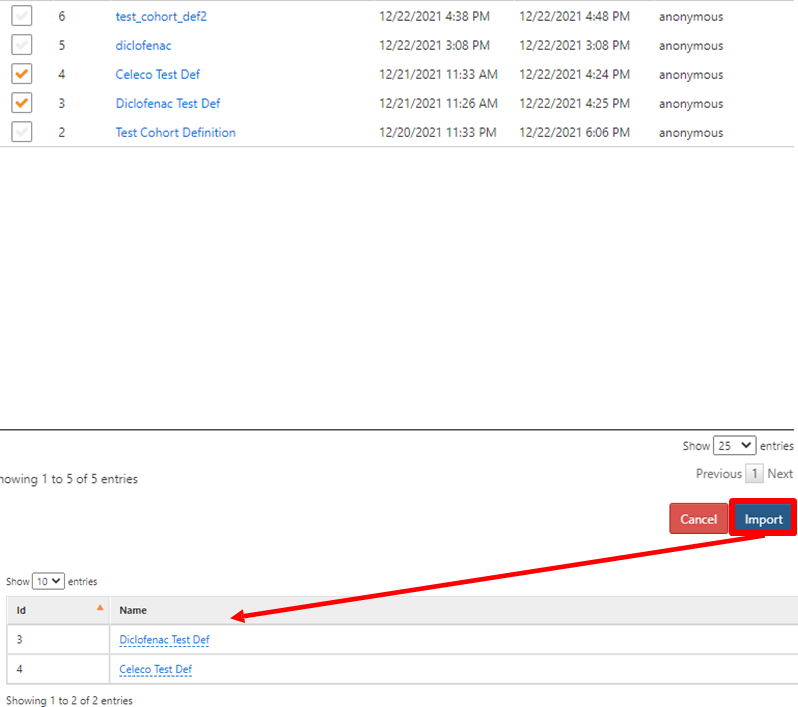 6 test_cohort_def2 12/22/2021 4:38 PM 12/22/2021 4:48 PM anonymous
5 diclofenac 12/22/2021 3:08 PM 12/22/2021 3:08 PM anonymous
4 Celeco Test Def 12/21/2021 11:33 AM 12/22/2021 4:24 PM anonymous
3 Diclofenac Test Def 12/21/2021 11:26 AM 12/22/2021 4:25 PM anonymous
2 Test Cohort Definition 12/20/2021 11:33 PM 12/22/2021 6:06 PM anonymous
Show 25 entries
howing 1 to 5 of 5 entries
Previous 1 Next
Cancel Import
Show 10 entries
Id Name
3 Diclofenac Test Def
4 Celeco Test Def
Showing 1 to 2 of 2 entries